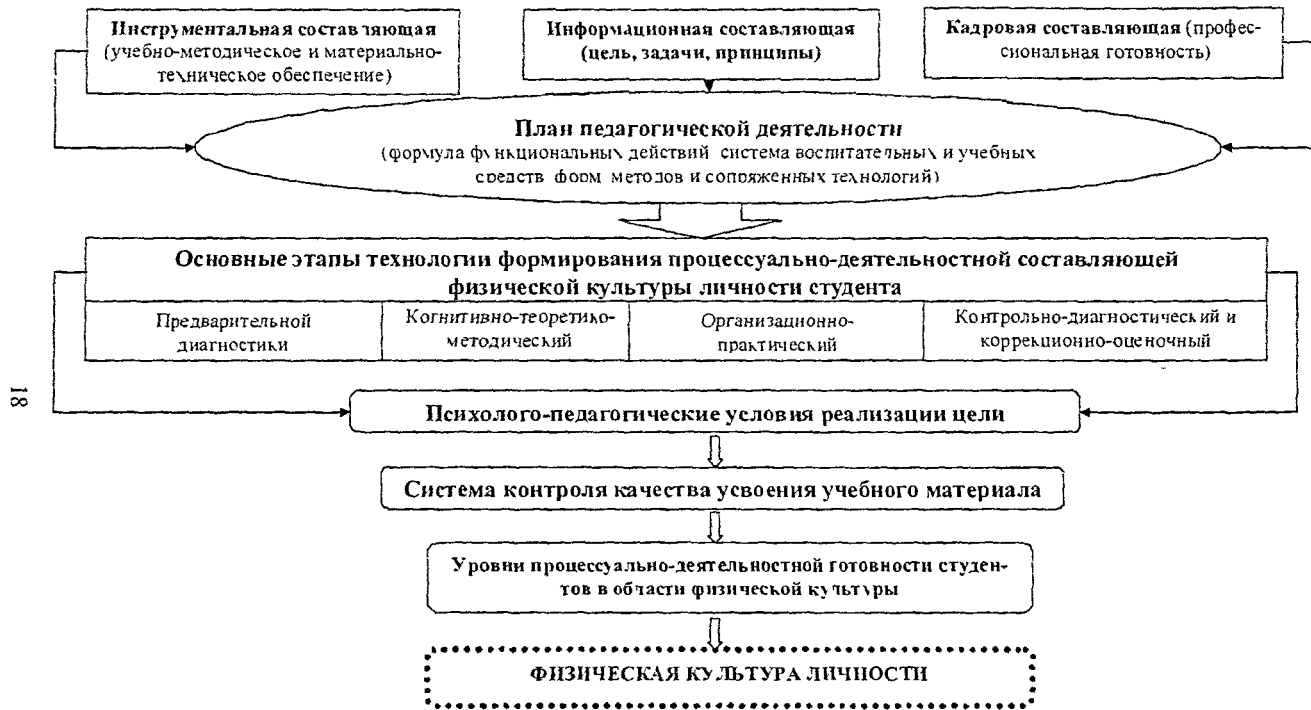 Инструментальная составляющая
(учебно-методическое и материально-
техническое обеспечение)
Информационная составляющая
(цель, задачи, принципы)
Кадровая составляющая (профес-
сиональная готовность)
План педагогической деятельности
(формула функциональных действий система воспитательных и учебных
средств форм методов и сопряженных технологий)
Основные этапы технологии формирования процессуально-деятельностной составляющей
физической культуры личности студента
Предварительной
диагностики
Когнитивно-теоретико-
методический
Организационно-
практический
Контрольно-диагностический и
коррекционно-оценочный
18
Психолого-педагогические условия реализации цели
Система контроля качества усвоения учебного материала
Уровни процессуально-деятельностной готовности студен-
тов в области физической культуры
ФИЗИЧЕСКАЯ КУЛЬТУРА ЛИЧНОСТИ